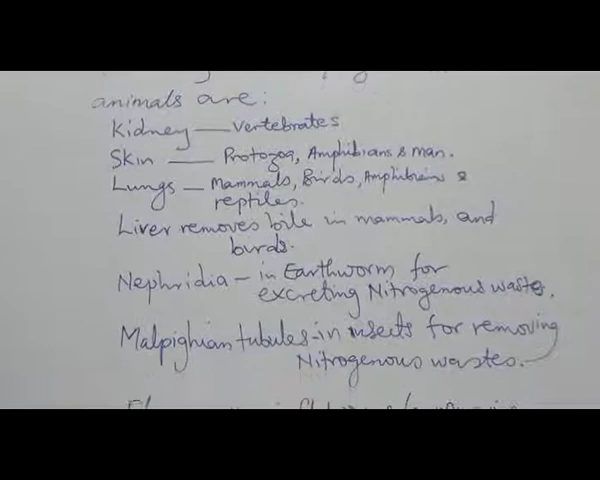 animals are:
Kidney — Vertebrates
Skin — Protozoa, Amphibians & man.
Lungs — Mammals, Birds, Amphibians &
reptiles.
Liver removes bile in mammals, and
birds.
Nephridia – in Earthworm for
excreting Nitrogenous wastes.
Malpighian tubules - in insects for removing
Nitrogenous wastes.